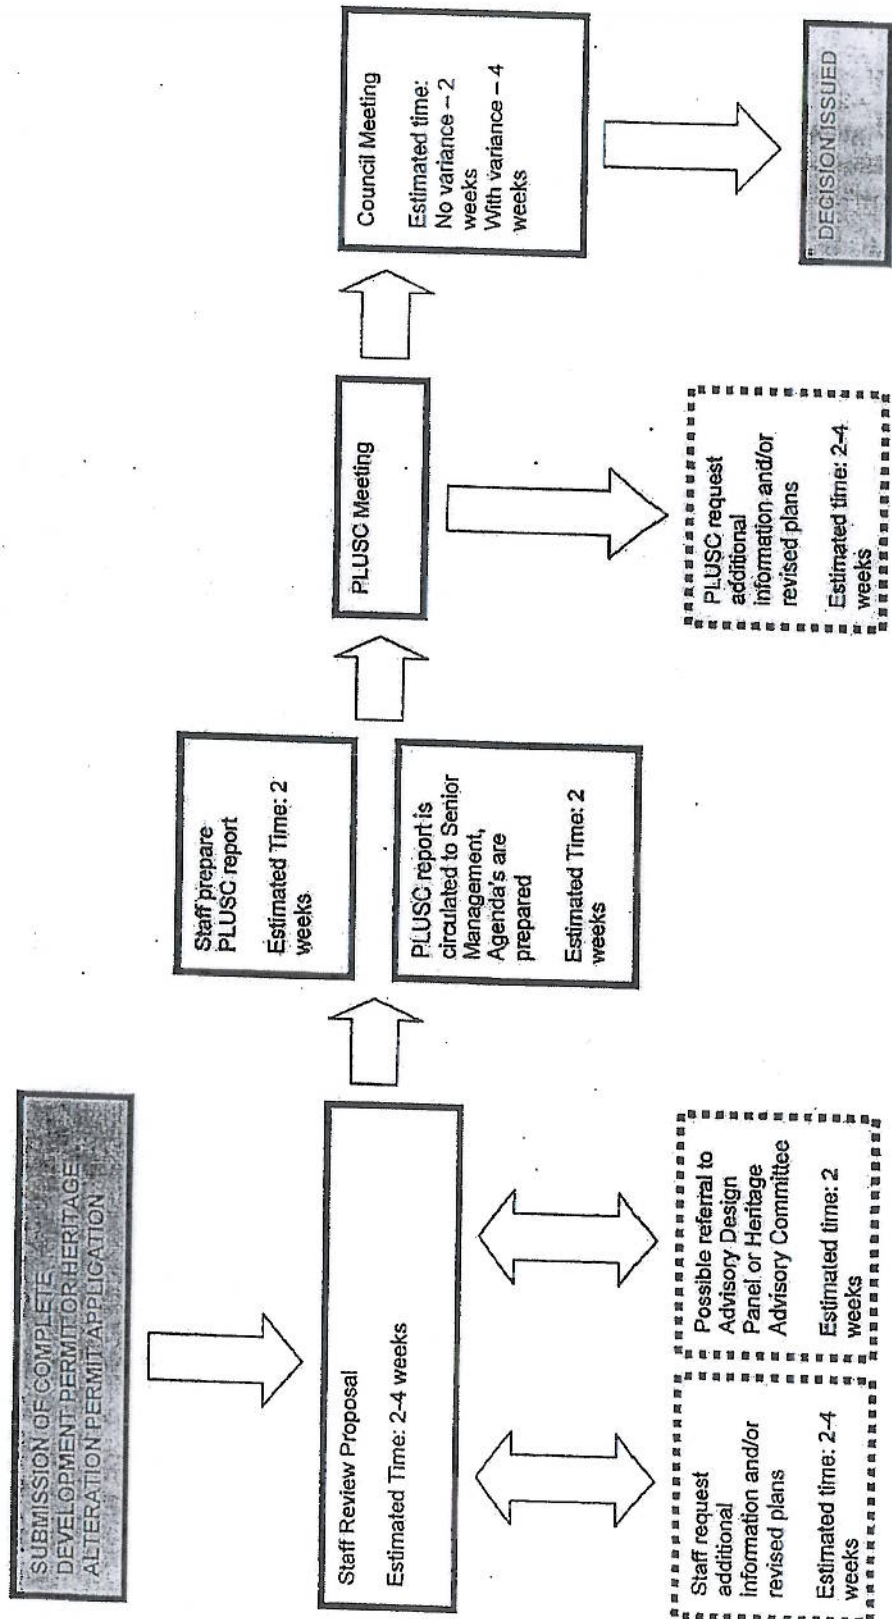 SUBMISSION OF COMPLETE
DEVELOPMENT PERMIT OR HERITAGE
ALTERATION PERMIT APPLICATION
Staff Review Proposal
Estimated Time: 2-4 weeks
Staff request
additional
information and/or
revised plans
Estimated time: 2-4
weeks
Possible referral to
Advisory Design
Panel or Heritage
Advisory Committee
Estimated time: 2
weeks
Staff prepare
PLUSC report
Estimated Time: 2
weeks
PLUSC report is
circulated to Senior
Management,
Agenda's are
prepared
Estimated Time: 2
weeks
PLUSC Meeting
PLUSC request
additional
information and/or
revised plans
Estimated time: 2-4
weeks
Council Meeting
Estimated time:
No variance – 2
weeks
With variance – 4
weeks
DECISION ISSUED